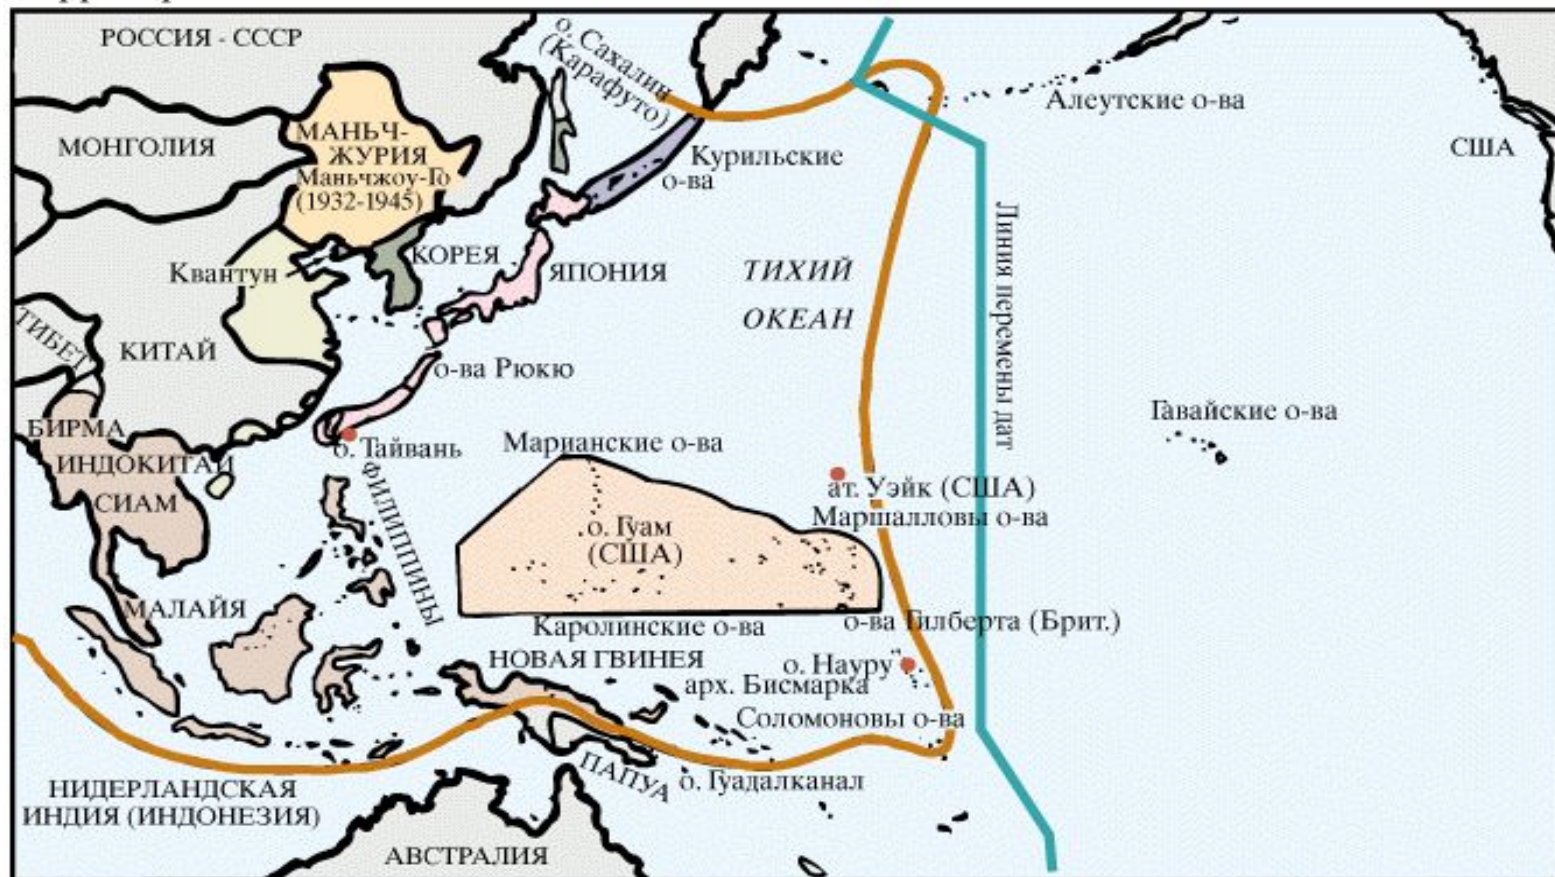 РОССИЯ - СССР
о. Сахалин
(Карафуто)
Алеутские о-ва
США
МОНГОЛИЯ
МАНЬЧ-
ЖУРИЯ
Маньчжоу-Го
(1932-1945)
Курильские
о-ва
Квантун
КОРЕЯ
ЯПОНИЯ
ТИХИЙ
ОКЕАН
Линия перемены дат
ТИБЕТ
КИТАЙ
о-ва Рюкю
Гавайские о-ва
БИРМА
ИНДОКИТАЙ
СИАМ
о. Тайвань
ФИЛИППИНЫ
Марианские о-ва
ат. Уэйк (США)
Маршалловы о-ва
о. Гуам
(США)
МАЛАЙЯ
Каролинские о-ва
о-ва Гилберта (Брит.)
НОВАЯ ГВИНЕЯ
о. Науру
арх. Бисмарка
Соломоновы о-ва
ПАПУА
о. Гуадалканал
НИДЕРЛАНДСКАЯ
ИНДИЯ (ИНДОНЕЗИЯ)
АВСТРАЛИЯ